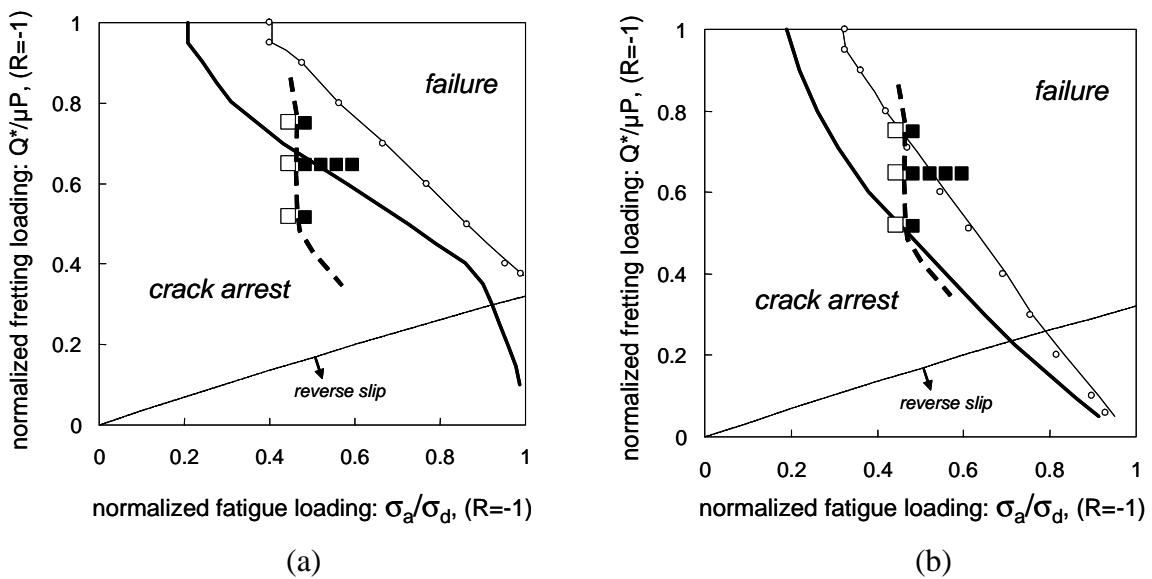 normalized fretting loading: Q*/µP, (R=-1)
1
0.8
0.6
0.4
0.2
0
failure
crack arrest
reverse slip
0 0.2 0.4 0.6 0.8 1
normalized fatigue loading: σa/σd, (R=-1)
(a)
normalized fretting loading: Q*/µP, (R=-1)
1
0.8
0.6
0.4
0.2
0
failure
crack arrest
reverse slip
0 0.2 0.4 0.6 0.8 1
normalized fatigue loading: σa/σd, (R=-1)
(b)